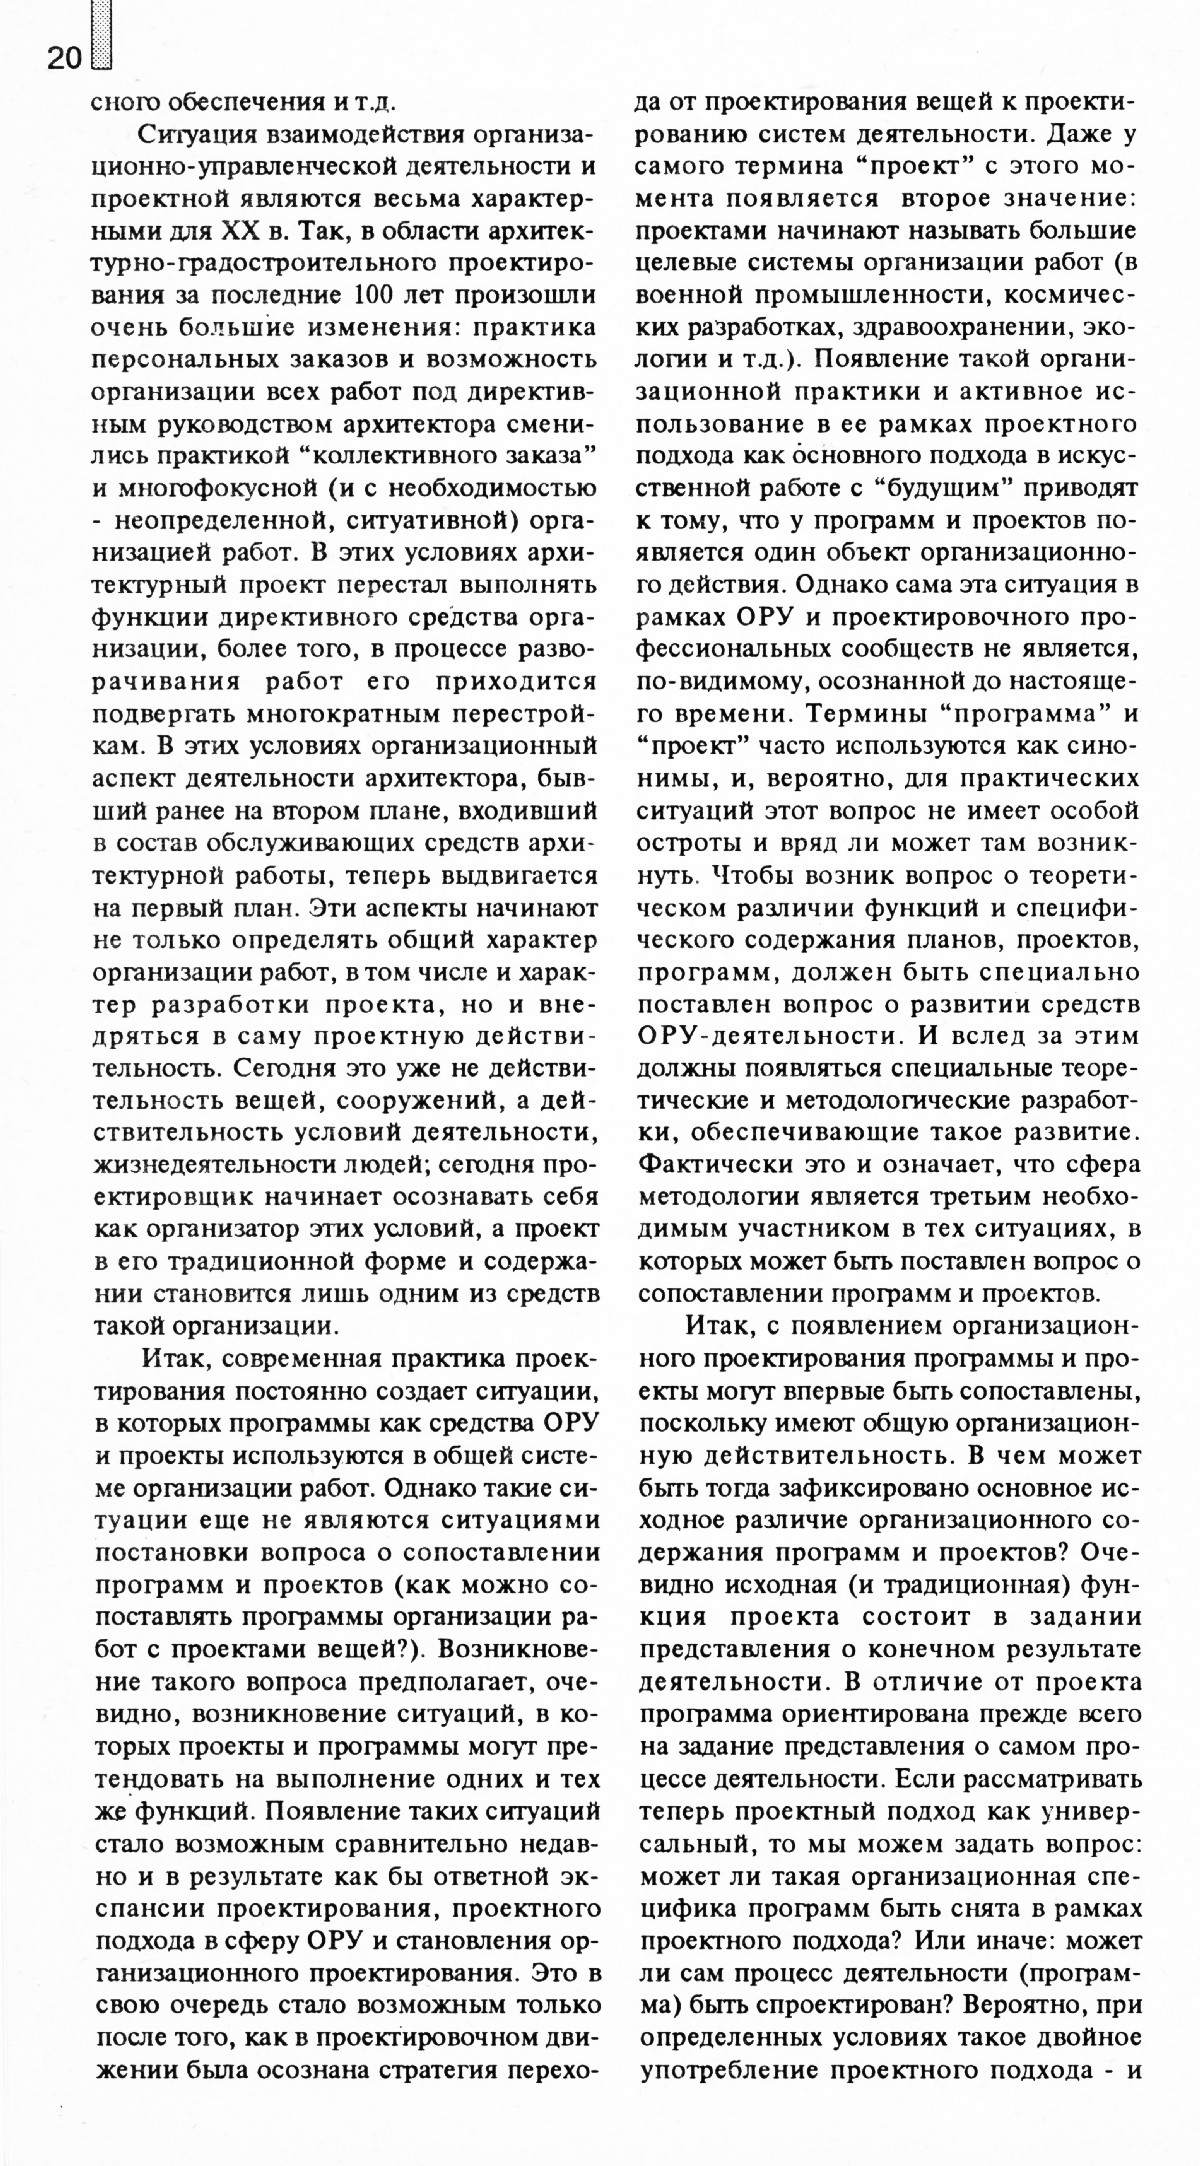 20
сного обеспечения и т.д.
Ситуация взаимодействия организа-
ционно-управленческой деятельности и
проектной являются весьма характер-
ными для XX в. Так, в области архитек-
турно-градостроительного проектиро-
вания за последние 100 лет произошли
очень большие изменения: практика
персональных заказов и возможность
организации всех работ под директив-
ным руководством архитектора смени-
лись практикой “коллективного заказа”
и многофокусной (и с необходимостью
- неопределенной, ситуативной) орга-
низацией работ. В этих условиях архи-
тектурный проект перестал выполнять
функции директивного средства орга-
низации, более того, в процессе разво-
рачивания работ его приходится
подвергать многократным перестрой-
кам. В этих условиях организационный
аспект деятельности архитектора, быв-
ший ранее на втором плане, входивший
в состав обслуживающих средств архи-
тектурной работы, теперь выдвигается
на первый план. Эти аспекты начинают
не только определять общий характер
организации работ, в том числе и харак-
тер разработки проекта, но и вне-
дряться в саму проектную действи-
тельность. Сегодня это уже не действи-
тельность вещей, сооружений, а дей-
ствительность условий деятельности,
жизнедеятельности людей; сегодня про-
ектировщик начинает осознавать себя
как организатор этих условий, а проект
в его традиционной форме и содержа-
нии становится лишь одним из средств
такой организации.
Итак, современная практика проек-
тирования постоянно создает ситуации,
в которых программы как средства ОРУ
и проекты используются в общей систе-
ме организации работ. Однако такие си-
туации еще не являются ситуациями
постановки вопроса о сопоставлении
программ и проектов (как можно со-
поставлять программы организации ра-
бот с проектами вещей?). Возникнове-
ние такого вопроса предполагает, оче-
видно, возникновение ситуаций, в ко-
торых проекты и программы могут пре-
тендовать на выполнение одних и тех
же функций. Появление таких ситуаций
стало возможным сравнительно недав-
но и в результате как бы ответной эк-
спансии проектирования, проектного
подхода в сферу ОРУ и становления ор-
ганизационного проектирования. Это в
свою очередь стало возможным только
после того, как в проектировочном дви-
жении была осознана стратегия перехо-
да от проектирования вещей к проекти-
рованию систем деятельности. Даже у
самого термина “проект” с этого мо-
мента появляется второе значение:
проектами начинают называть большие
целевые системы организации работ (в
военной промышленности, космичес-
ких разработках, здравоохранении, эко-
логии и т.д.). Появление такой органи-
зационной практики и активное ис-
пользование в ее рамках проектного
подхода как основного подхода в искус-
ственной работе с “будущим” приводят
к тому, что у программ и проектов по-
является один объект организационно-
го действия. Однако сама эта ситуация в
рамках ОРУ и проектировочного про-
фессиональных сообществ не является,
по-видимому, осознанной до настояще-
го времени. Термины “программа” и
“проект” часто используются как сино-
нимы, и, вероятно, для практических
ситуаций этот вопрос не имеет особой
остроты и вряд ли может там возник-
нуть. Чтобы возник вопрос о теорети-
ческом различии функций и специфи-
ческого содержания планов, проектов,
программ, должен быть специально
поставлен вопрос о развитии средств
ОРУ-деятельности. И вслед за этим
должны появляться специальные теоре-
тические и методологические разработ-
ки, обеспечивающие такое развитие.
Фактически это и означает, что сфера
методологии является третьим необхо-
димым участником в тех ситуациях, в
которых может быть поставлен вопрос о
сопоставлении программ и проектов.
Итак, с появлением организацион-
ного проектирования программы и про-
екты могут впервые быть сопоставлены,
поскольку имеют общую организацион-
ную действительность. В чем может
быть тогда зафиксировано основное ис-
ходное различие организационного со-
держания программ и проектов? Оче-
видно исходная (и традиционная) фун-
кция проекта состоит в задании
представления о конечном результате
деятельности. В отличие от проекта
программа ориентирована прежде всего
на задание представления о самом про-
цессе деятельности. Если рассматривать
теперь проектный подход как универ-
сальный, то мы можем задать вопрос:
может ли такая организационная спе-
цифика программ быть снята в рамках
проектного подхода? Или иначе: может
ли сам процесс деятельности (програм-
ма) быть спроектирован? Вероятно, при
определенных условиях такое двойное
употребление проектного подхода - и